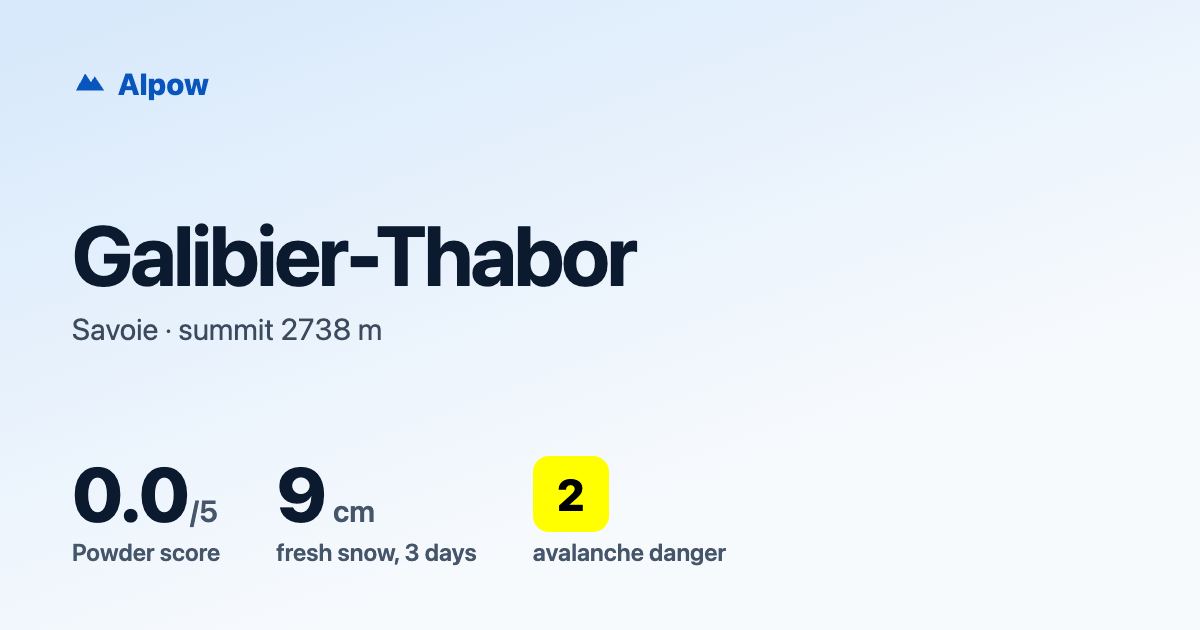 Alpow
Galibier-Thabor
Savoie · summit 2738 m
0.0/5
Powder score
9 cm
fresh snow, 3 days
2
avalanche danger